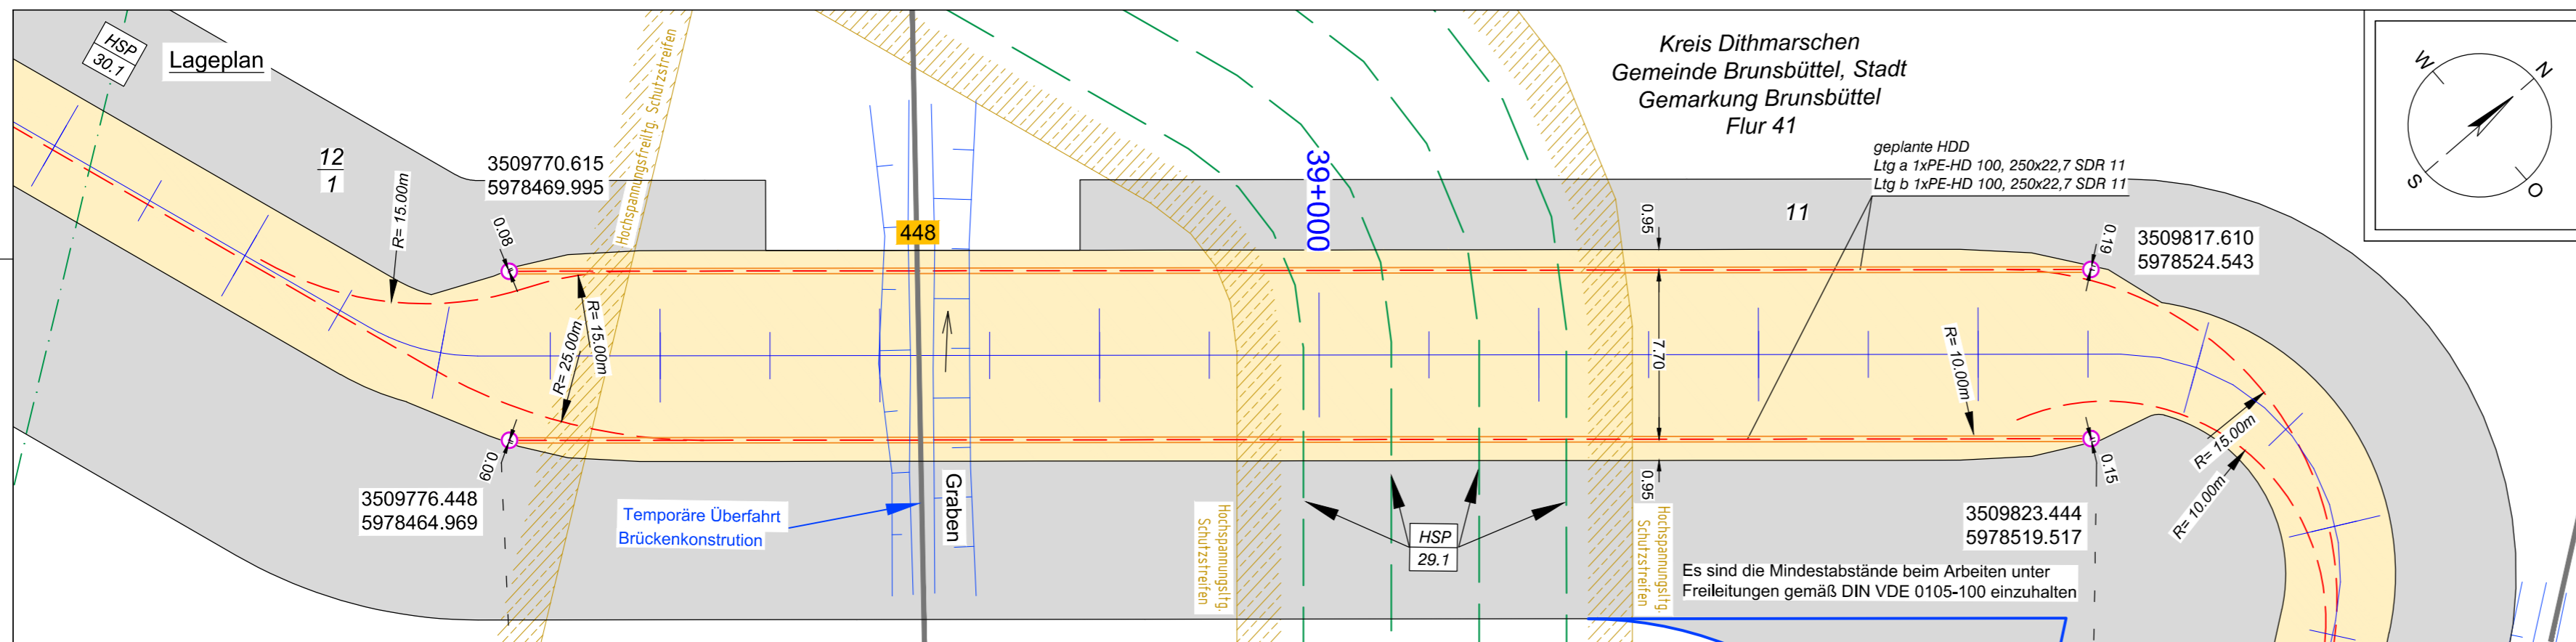 HSP
30.1
Lageplan
12
1
R= 15.00m
3509770.615
5978469.995
0.08
Hochspannungsfreiltg. Schutzstreifen
R= 25.00m
R= 15.00m
0.09
3509776.448
5978464.969
448
Temporäre Überfahrt
Brückenkonstrution
Graben
39+000
Kreis Dithmarschen
Gemeinde Brunsbüttel, Stadt
Gemarkung Brunsbüttel
Flur 41
geplante HDD
Ltg a 1xPE-HD 100, 250x22,7 SDR 11
Ltg b 1xPE-HD 100, 250x22,7 SDR 11
11
0.95
7.70
0.95
Hochspannungsltg.
Schutzstreifen
HSP
29.1
Hochspannungsltg.
Schutzstreifen
R= 10.00m
0.19
3509817.610
5978524.543
0.15
R= 15.00m
R= 10.00m
3509823.444
5978519.517
Es sind die Mindestabstände beim Arbeiten unter
Freileitungen gemäß DIN VDE 0105-100 einzuhalten
W
N
S
O